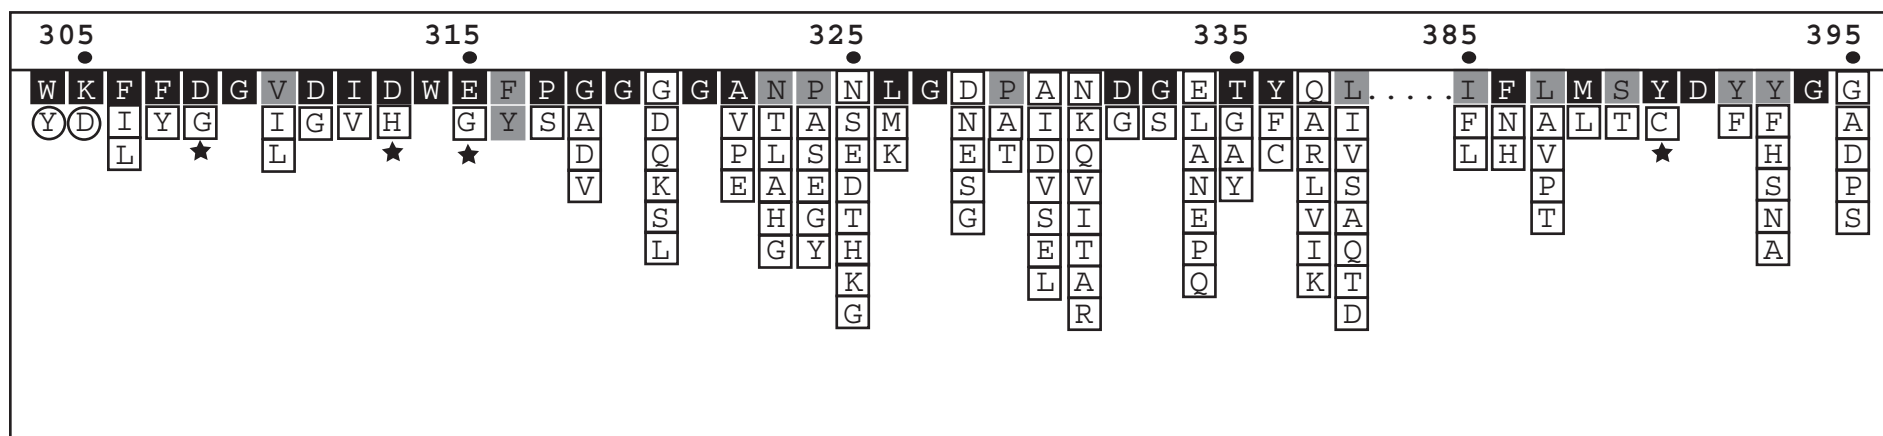 305 315 325 335 385 395
W K F F D G V D I D W E F P G G G G A N P N L G D P A N D G E T Y Q L.....I F L M S Y D Y Y G G
Y D I Y G I G V H G Y S A D V T A S M N A I K G S L G F A I F N A L T C F F A
L L D Q P L S E K E T D Q A A C R V L H V H D
V K E A E D S V V N Y L S P S P
S H G T G S I E V A T N S
L G Y H E T P I Q A
K L A Q K T
G R D